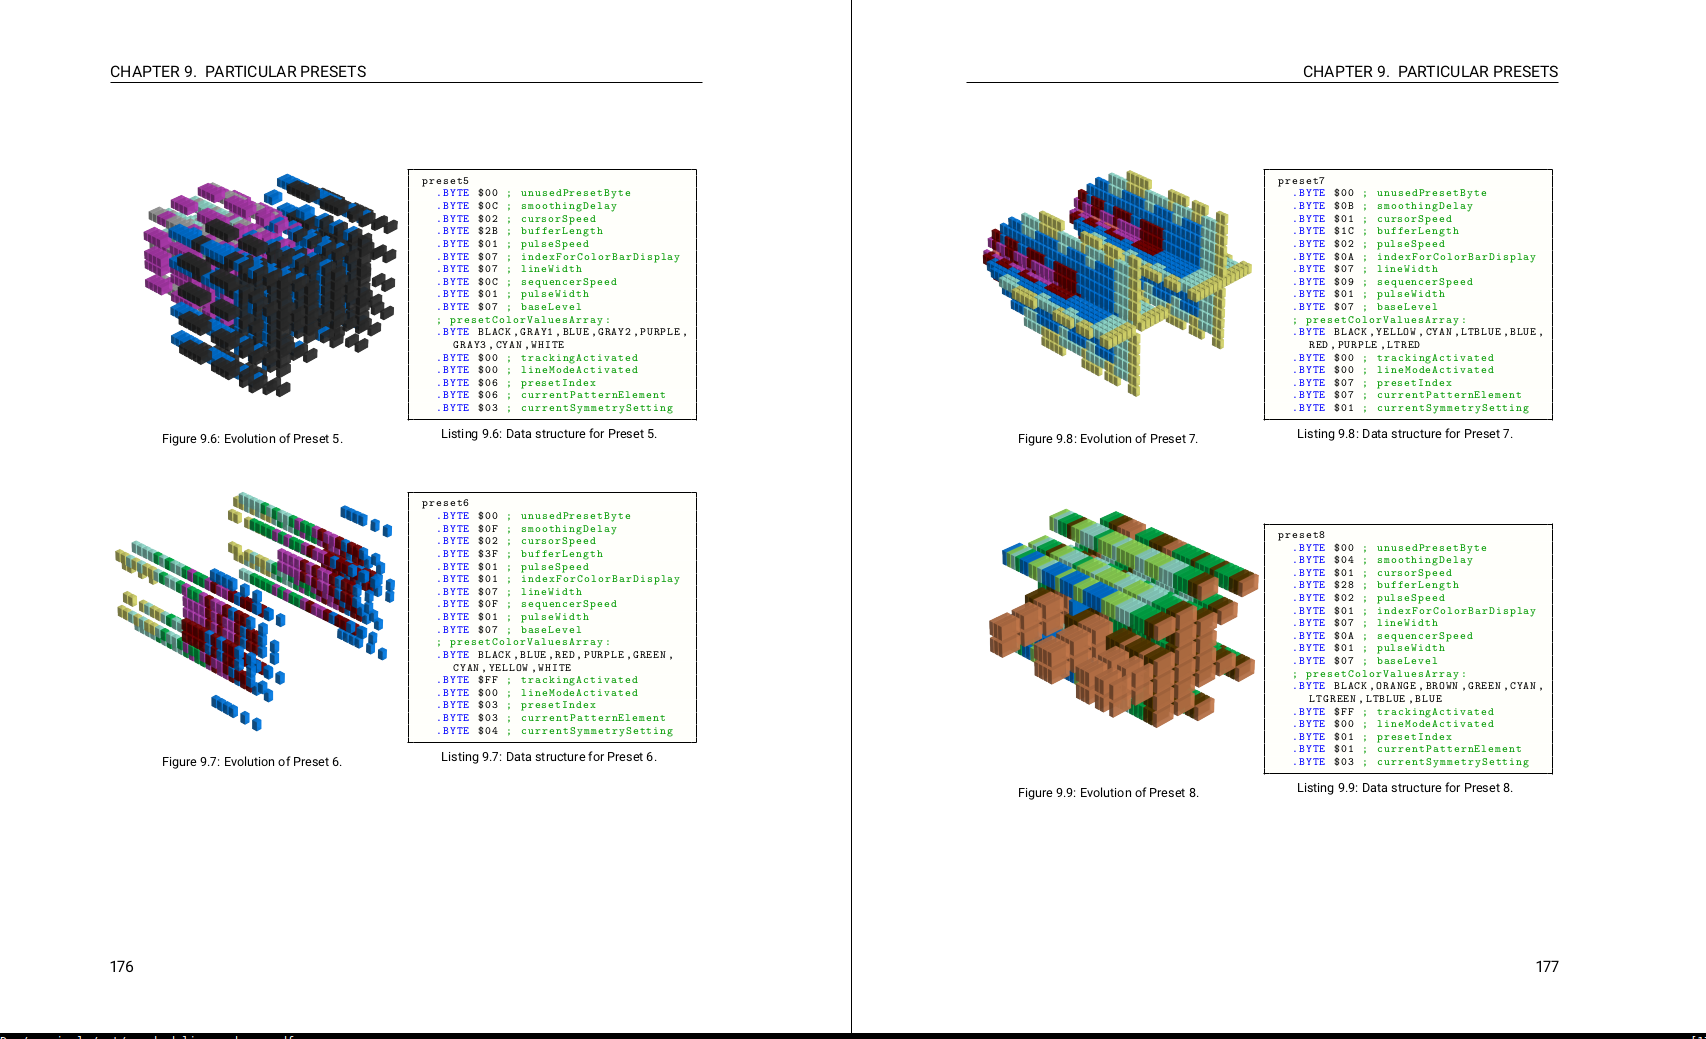 CHAPTER 9. PARTICULAR PRESETS
preset5
.BYTE $00 ; unusedPresetByte
.BYTE $0C ; smoothingDelay
.BYTE $02 ; cursorSpeed
.BYTE $2B ; bufferLength
.BYTE $01 ; pulseSpeed
.BYTE $07 ; indexForColorBarDisplay
.BYTE $07 ; lineWidth
.BYTE $0C ; sequencerSpeed
.BYTE $01 ; pulseWidth
.BYTE $07 ; baseLevel
; presetColorValuesArray:
.BYTE BLACK,GRAY1,BLUE,GRAY2,PURPLE,
GRAY3,CYAN,WHITE
.BYTE $00 ; trackingActivated
.BYTE $00 ; lineModeActivated
.BYTE $06 ; presetIndex
.BYTE $06 ; currentPatternElement
.BYTE $03 ; currentSymmetrySetting
Figure 9.6: Evolution of Preset 5.
Listing 9.6: Data structure for Preset 5.
preset6
.BYTE $00 ; unusedPresetByte
.BYTE $0F ; smoothingDelay
.BYTE $02 ; cursorSpeed
.BYTE $3F ; bufferLength
.BYTE $01 ; pulseSpeed
.BYTE $01 ; indexForColorBarDisplay
.BYTE $07 ; lineWidth
.BYTE $0F ; sequencerSpeed
.BYTE $01 ; pulseWidth
.BYTE $07 ; baseLevel
; presetColorValuesArray:
.BYTE BLACK,BLUE,RED,PURPLE,GREEN,
CYAN,YELLOW,WHITE
.BYTE $FF ; trackingActivated
.BYTE $00 ; lineModeActivated
.BYTE $03 ; presetIndex
.BYTE $03 ; currentPatternElement
.BYTE $04 ; currentSymmetrySetting
Figure 9.7: Evolution of Preset 6.
Listing 9.7: Data structure for Preset 6.
176
CHAPTER 9. PARTICULAR PRESETS
preset7
.BYTE $00 ; unusedPresetByte
.BYTE $0B ; smoothingDelay
.BYTE $01 ; cursorSpeed
.BYTE $1C ; bufferLength
.BYTE $02 ; pulseSpeed
.BYTE $0A ; indexForColorBarDisplay
.BYTE $07 ; lineWidth
.BYTE $09 ; sequencerSpeed
.BYTE $01 ; pulseWidth
.BYTE $07 ; baseLevel
; presetColorValuesArray:
.BYTE BLACK,YELLOW,CYAN,LTBLUE,BLUE,
RED,PURPLE,LTRED
.BYTE $00 ; trackingActivated
.BYTE $00 ; lineModeActivated
.BYTE $07 ; presetIndex
.BYTE $07 ; currentPatternElement
.BYTE $01 ; currentSymmetrySetting
Figure 9.8: Evolution of Preset 7.
Listing 9.8: Data structure for Preset 7.
preset8
.BYTE $00 ; unusedPresetByte
.BYTE $04 ; smoothingDelay
.BYTE $01 ; cursorSpeed
.BYTE $28 ; bufferLength
.BYTE $02 ; pulseSpeed
.BYTE $01 ; indexForColorBarDisplay
.BYTE $07 ; lineWidth
.BYTE $0A ; sequencerSpeed
.BYTE $01 ; pulseWidth
.BYTE $07 ; baseLevel
; presetColorValuesArray:
.BYTE BLACK,ORANGE,BROWN,GREEN,CYAN,
LTGREEN,LTBLUE,BLUE
.BYTE $FF ; trackingActivated
.BYTE $00 ; lineModeActivated
.BYTE $01 ; presetIndex
.BYTE $01 ; currentPatternElement
.BYTE $03 ; currentSymmetrySetting
Figure 9.9: Evolution of Preset 8.
Listing 9.9: Data structure for Preset 8.
177